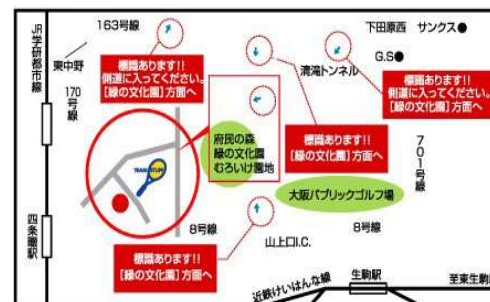 163号線
下田原西 サンクス●
G.S●
JR学研都市線
東中野
170号線
標識あります!!
側道に入ってください。
[緑の文化園]方面へ
清滝トンネル
標識あります!!
側道に入ってください。
[緑の文化園]方面へ
標識あります!!
[緑の文化園]方面へ
府民の森
緑の文化園
むろいけ園地
701号線
大阪パブリックゴルフ場
四条畷駅
8号線
8号線
山上口I.C.
標識あります!!
[緑の文化園]方面へ
生駒駅
近鉄けいはんな線
至東生駒